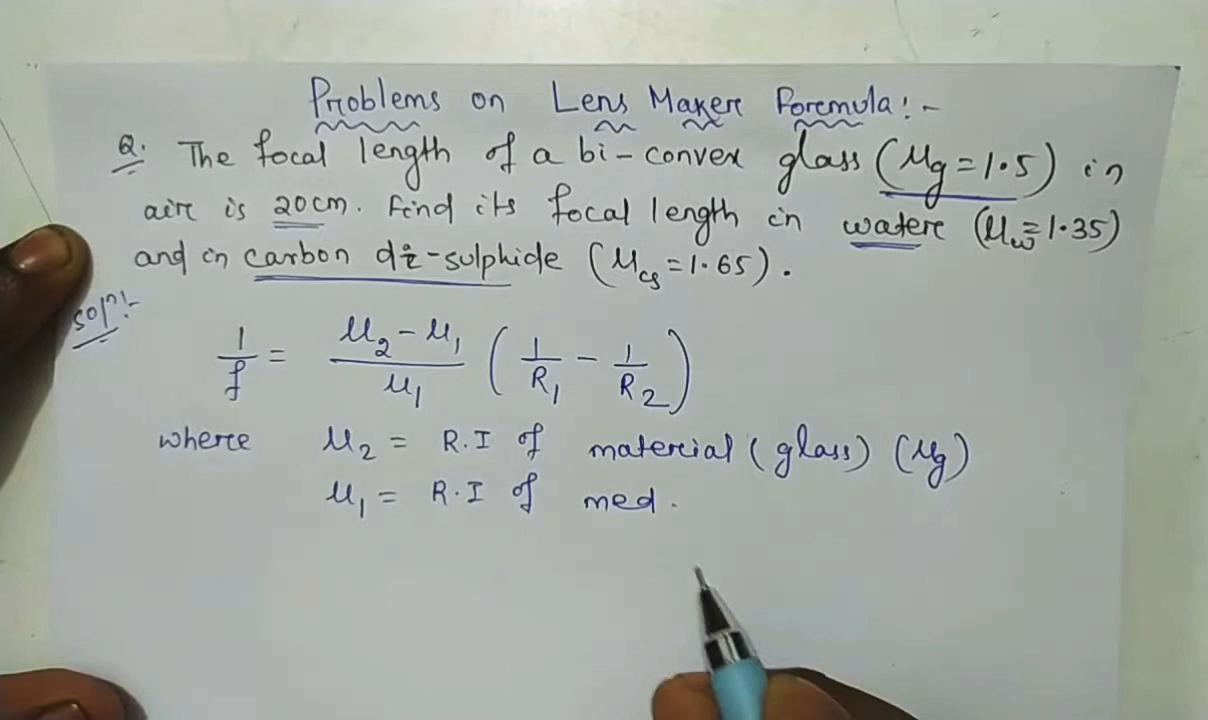 Problems on Lens Maker Formula:-
Q. The focal length of a bi-convex glass (μg=1.5) in
air is 20cm. Find its focal length in water (μw=1.35)
and in carbon di-sulphide (μcs=1.65).
Soln:-
1/f = (μ2-μ1)/μ1 (1/R1 - 1/R2)
where μ2 = R.I of material (glass) (μg)
μ1 = R.I of med.